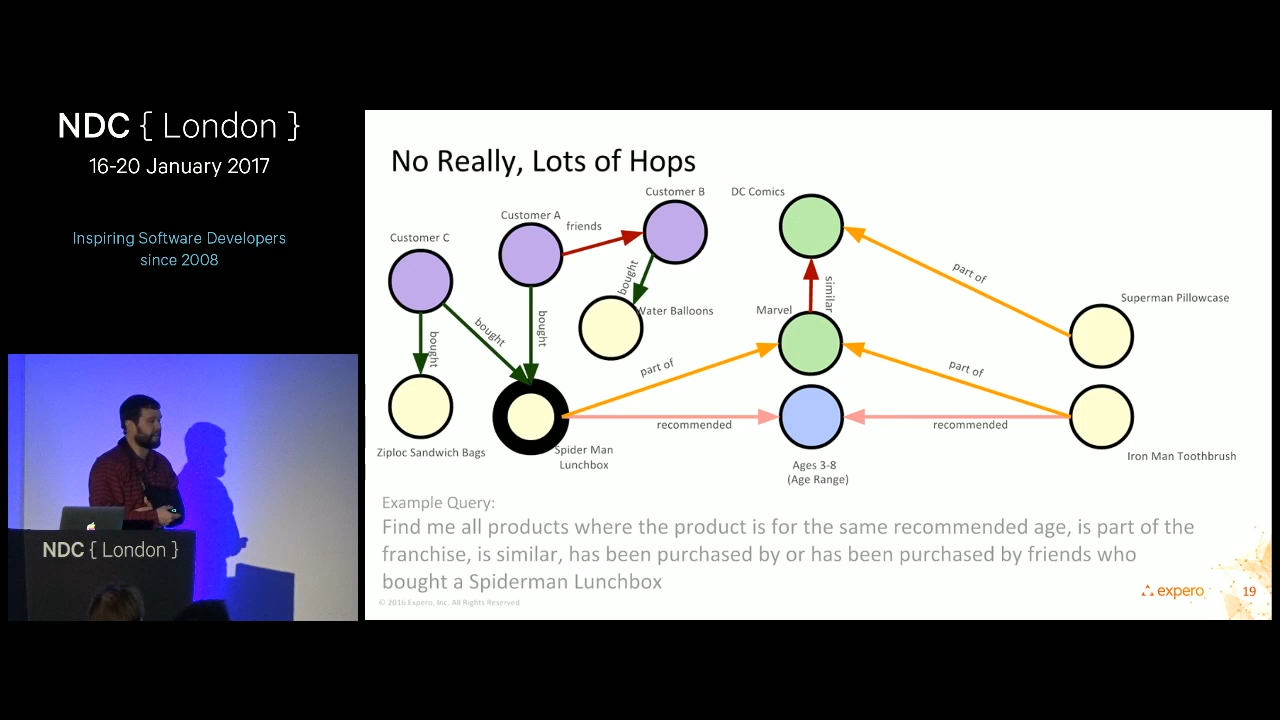 NDC { London }
16-20 January 2017
Inspiring Software Developers
since 2008
NDC { London }
No Really, Lots of Hops
Customer B
DC Comics
Customer A
friends
Customer C
bought
part of
similar
Superman Pillowcase
Water Balloons
Marvel
bought
bought
bought
part of
part of
recommended
recommended
Ziploc Sandwich Bags
Spider Man
Lunchbox
Ages 3-8
(Age Range)
Iron Man Toothbrush
Example Query:
Find me all products where the product is for the same recommended age, is part of the
franchise, is similar, has been purchased by or has been purchased by friends who
bought a Spiderman Lunchbox
© 2016 Expero, Inc. All Rights Reserved
expero
19